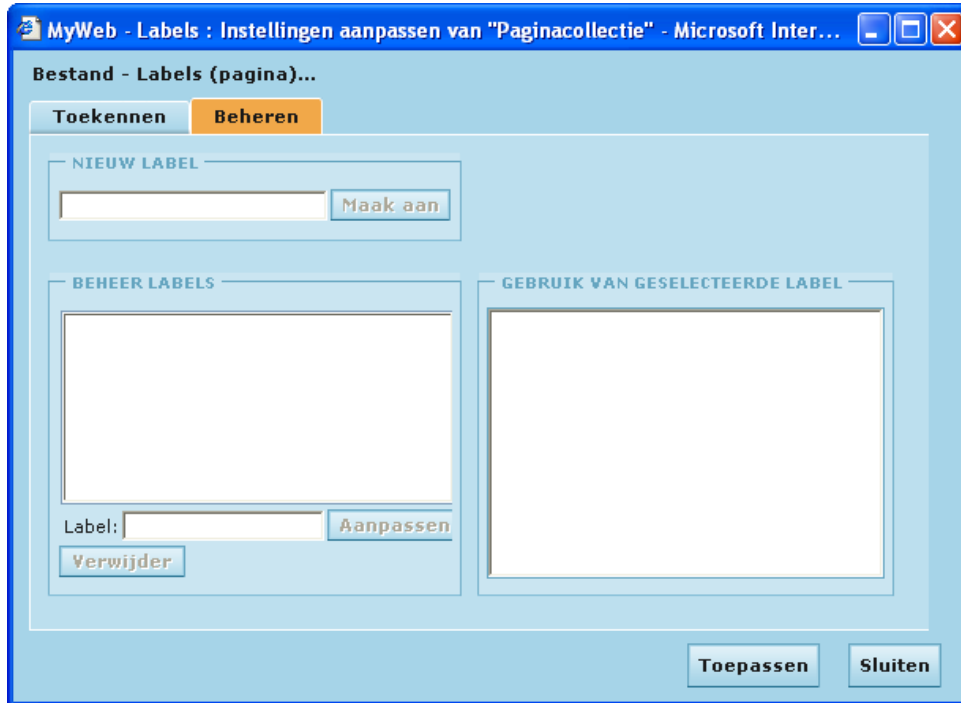 MyWeb - Labels : Instellingen aanpassen van "Paginacollectie" - Microsoft Inter...
Bestand - Labels (pagina)...
Toekennen Beheren
NIEUW LABEL
Maak aan
BEHEER LABELS
GEBRUIK VAN GESELECTEERDE LABEL
Label: Aanpassen
Verwijder
Toepassen Sluiten